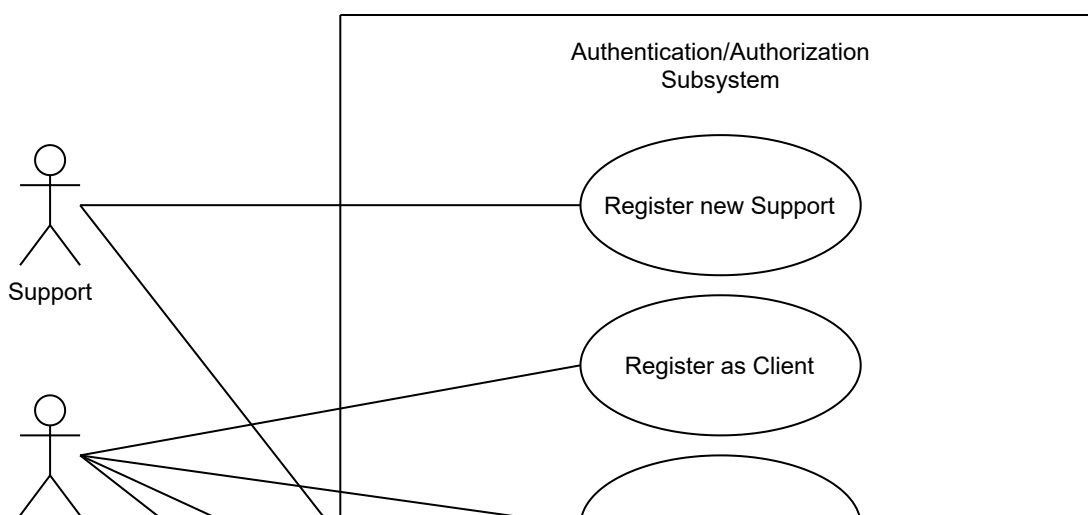 Authentication/Authorization
Subsystem
Register new Support
Support
Register as Client